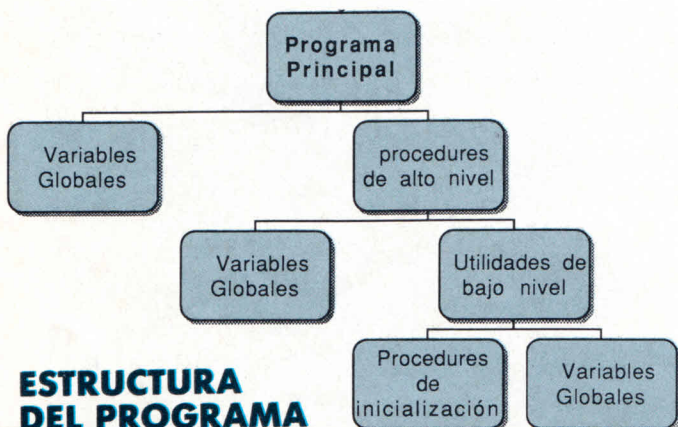 Programa
Principal
Variables
Globales
procedures
de alto nivel
Variables
Globales
Utilidades de
bajo nivel
Procedures
de
inicialización
Variables
Globales
ESTRUCTURA
DEL PROGRAMA